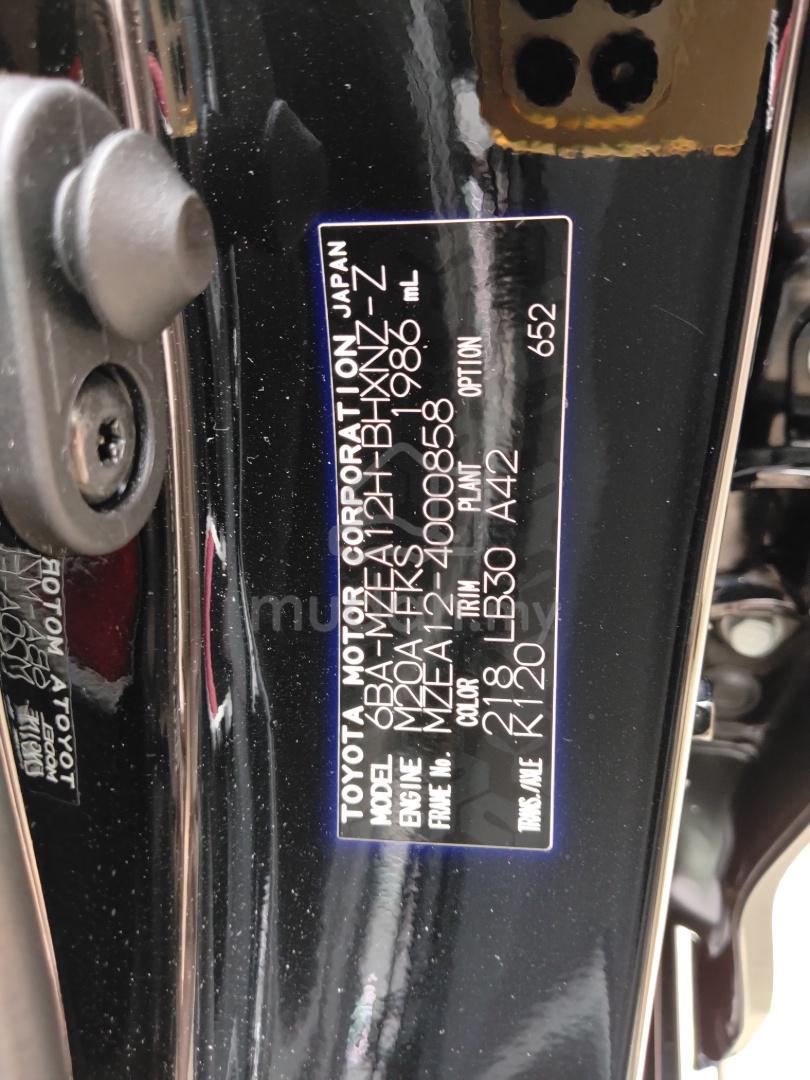 TOYOTA MOTOR CORPORATION JAPAN
MODEL 6BA-MZEA12H-BHXNZ-Z
ENGINE M20A-FKS 1986 mL
FRAME No. MZEA12-4000858
COLOR TRIM PLANT OPTION
218 LB30 A42
TRANS./AXLE K120 652